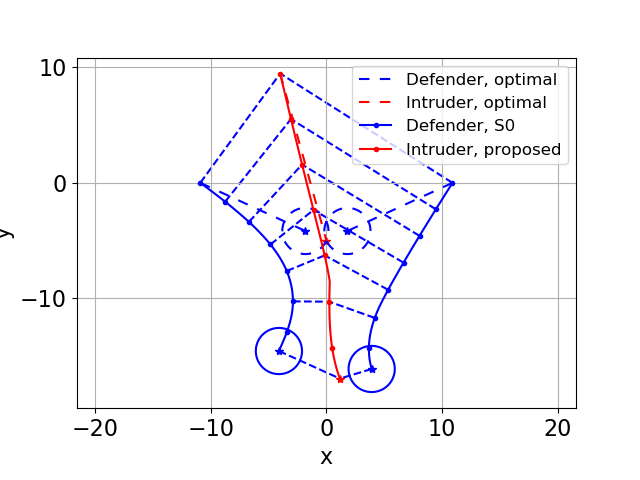 Defender, optimal
Intruder, optimal
Defender, S0
Intruder, proposed
10
0
−10
y
−20
−10
0
10
20
x